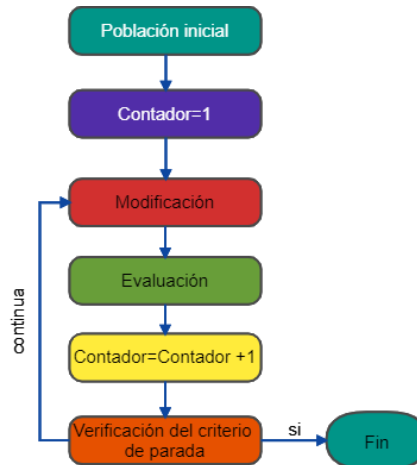 Población inicial
Contador=1
Modificación
Evaluación
Contador=Contador +1
Verificación del criterio
de parada
continua
si
Fin